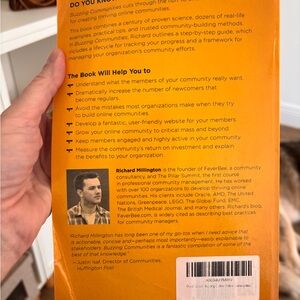 DO YOU KNOW
Buzzing Communities cuts through the
for creating thriving online communities.
This book combines a century of proven science, dozens of real-life
examples, practical tips, and trusted community-building methods.
In Buzzing Communities, Richard outlines a step-by-step guide, which
includes a lifecycle for tracking your progress and a framework for
managing your organization's community efforts.
The Book Will Help You to
Understand what the members of your community really want.
Dramatically increase the number of newcomers that
become regulars.
Avoid the mistakes most organizations make when they try
to build online communities.
Develop a fantastic, user-friendly website for your members.
Grow your online community to critical mass and beyond
Keep members engaged and highly active in your community.
Measure the community's return on investment and explain
the benefits to your organization.
Richard Millington is the founder of FeverBee, a community
consultancy, and The Pillar Summit, the first course
in professional community management. He has worked
with over 100 organizations to develop thriving online
communities. His clients include Oracle, AMD, The United
Nations, Greenpeace, LEGO, The Global Fund, EMC,
The British Medical Journal, and many others. Richard's blog,
FeverBee.com, is widely cited as describing best practices
for community managers.
Richard Millington has long been one of my go-tos when I need advice that
is actionable, concise and—perhaps most importantly—easily explainable to
stakeholders. Buzzing Communities is a fantastic compilation of some of the
best of that knowledge."
—Justin Isaf, Director of Communities,
Huffington Post